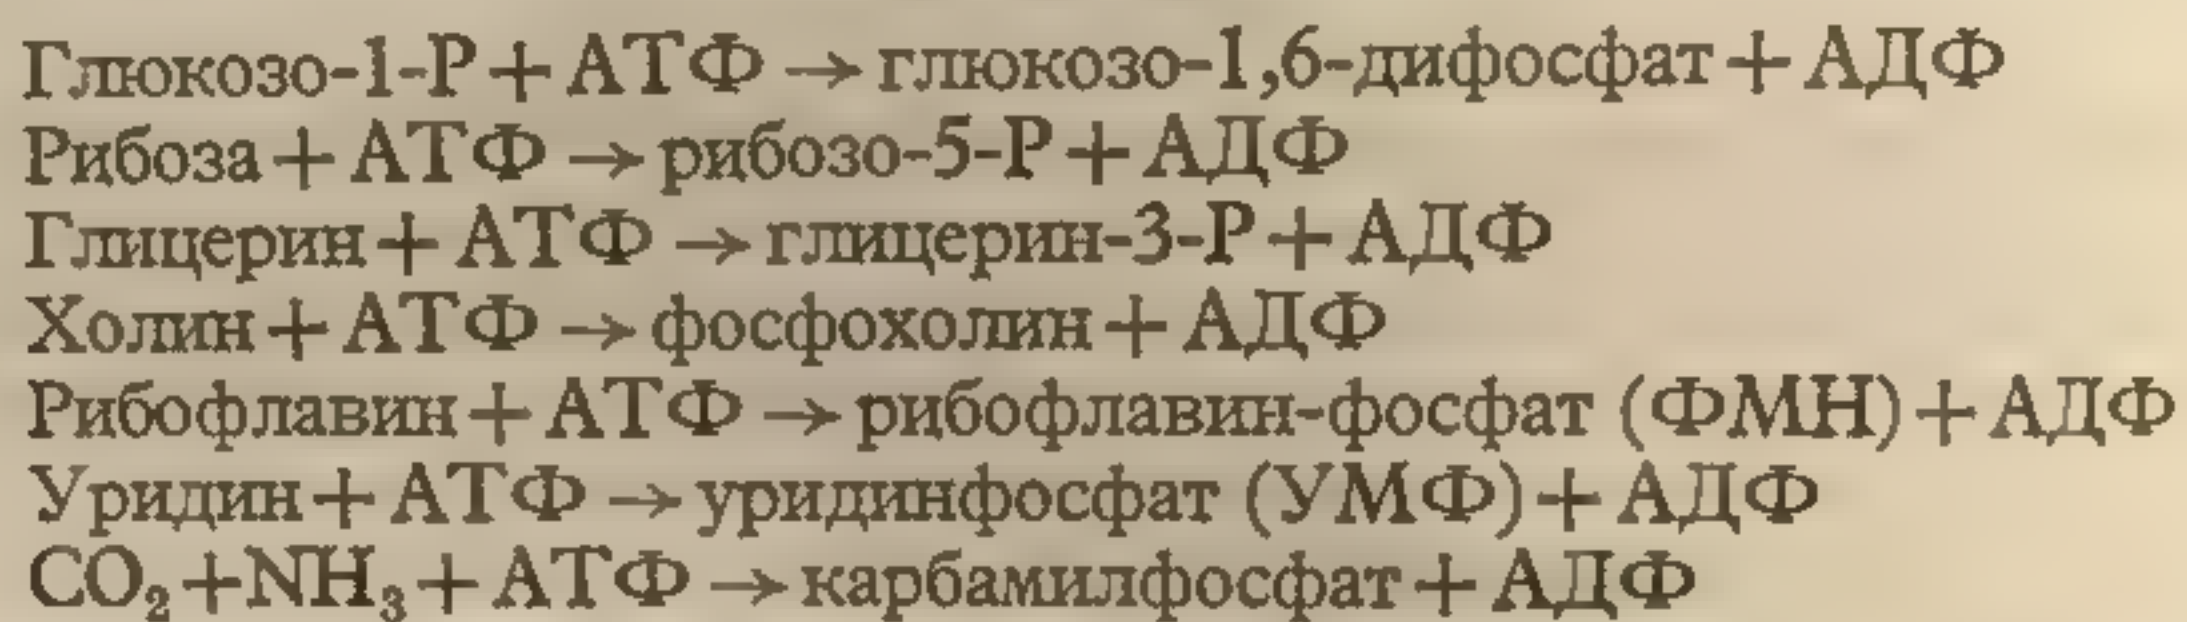 Глюкозо-1-Р + АТФ → глюкозо-1,6-дифосфат + АДФ
Рибоза + АТФ → рибозо-5-Р + АДФ
Глицерин + АТФ → глицерин-3-Р + АДФ
Холин + АТФ → фосфохолин + АДФ
Рибофлавин + АТФ → рибофлавин-фосфат (ФМН) + АДФ
Уридин + АТФ → уридинфосфат (УМФ) + АДФ
CO₂ + NH₃ + АТФ → карбамилфосфат + АДФ